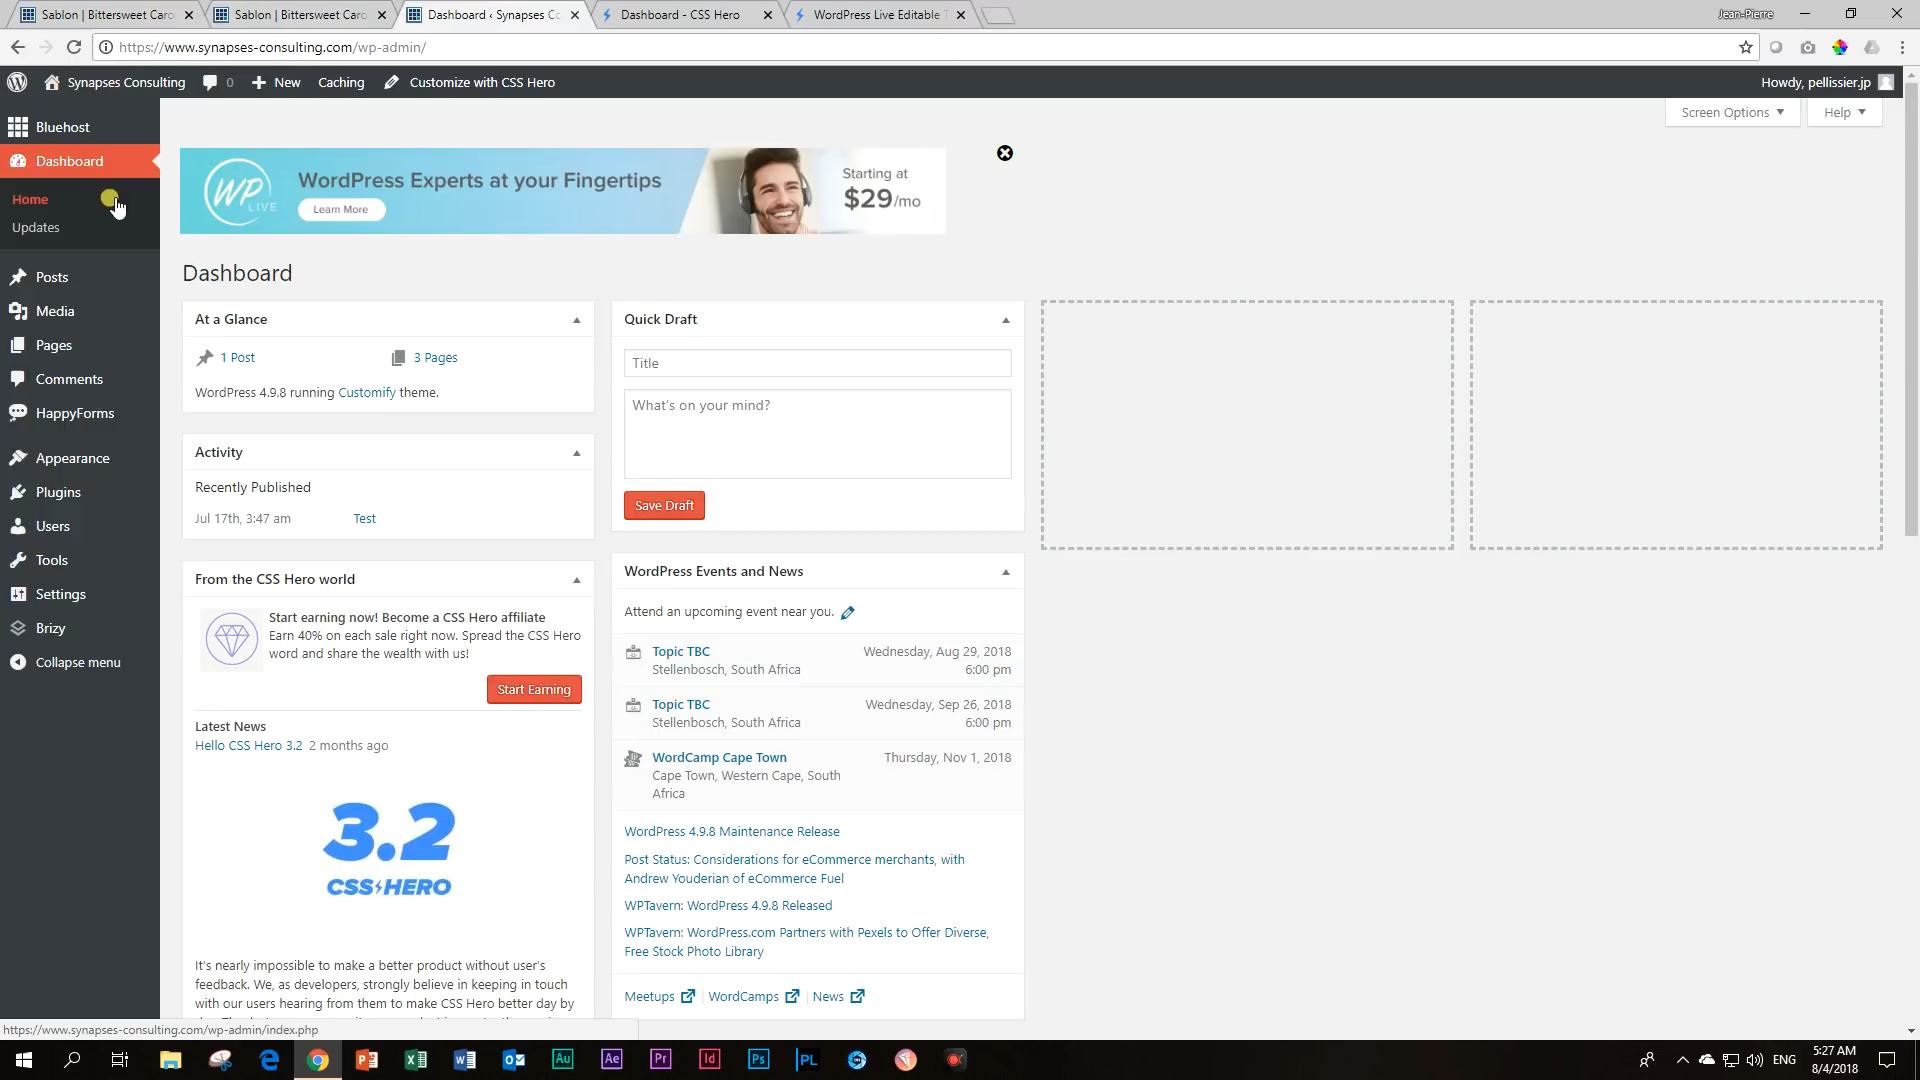 Sablon | Bittersweet Caro
Sablon | Bittersweet Caro
Dashboard ‹ Synapses Co
Dashboard - CSS Hero
WordPress Live Editable T
Jean-Pierre
https://www.synapses-consulting.com/wp-admin/
Synapses Consulting
0
New
Caching
Customize with CSS Hero
Howdy, pellissier.jp
Bluehost
Dashboard
Home
Updates
Posts
Media
Pages
Comments
HappyForms
Appearance
Plugins
Users
Tools
Settings
Brizy
Collapse menu
Screen Options
Help
WP
LIVE
WordPress Experts at your Fingertips
Learn More
Starting at
$29/mo
Dashboard
At a Glance
1 Post
3 Pages
WordPress 4.9.8 running Customify theme.
Activity
Recently Published
Jul 17th, 3:47 am
Test
From the CSS Hero world
Start earning now! Become a CSS Hero affiliate
Earn 40% on each sale right now. Spread the CSS Hero
word and share the wealth with us!
Start Earning
Latest News
Hello CSS Hero 3.2 2 months ago
3.2
CSS HERO
It's nearly impossible to make a better product without user's
feedback. We, as developers, strongly believe in keeping in touch
with our users hearing from them to make CSS Hero better day by
Quick Draft
Title
What's on your mind?
Save Draft
WordPress Events and News
Attend an upcoming event near you.
Topic TBC
Stellenbosch, South Africa
Wednesday, Aug 29, 2018
6:00 pm
Topic TBC
Stellenbosch, South Africa
Wednesday, Sep 26, 2018
6:00 pm
WordCamp Cape Town
Cape Town, Western Cape, South
Africa
Thursday, Nov 1, 2018
WordPress 4.9.8 Maintenance Release
Post Status: Considerations for eCommerce merchants, with
Andrew Youderian of eCommerce Fuel
WPTavern: WordPress 4.9.8 Released
WPTavern: WordPress.com Partners with Pexels to Offer Diverse,
Free Stock Photo Library
Meetups | WordCamps | News
https://www.synapses-consulting.com/wp-admin/index.php
Au
Ae
Pr
Id
Ps
PL
ENG
5:27 AM
8/4/2018